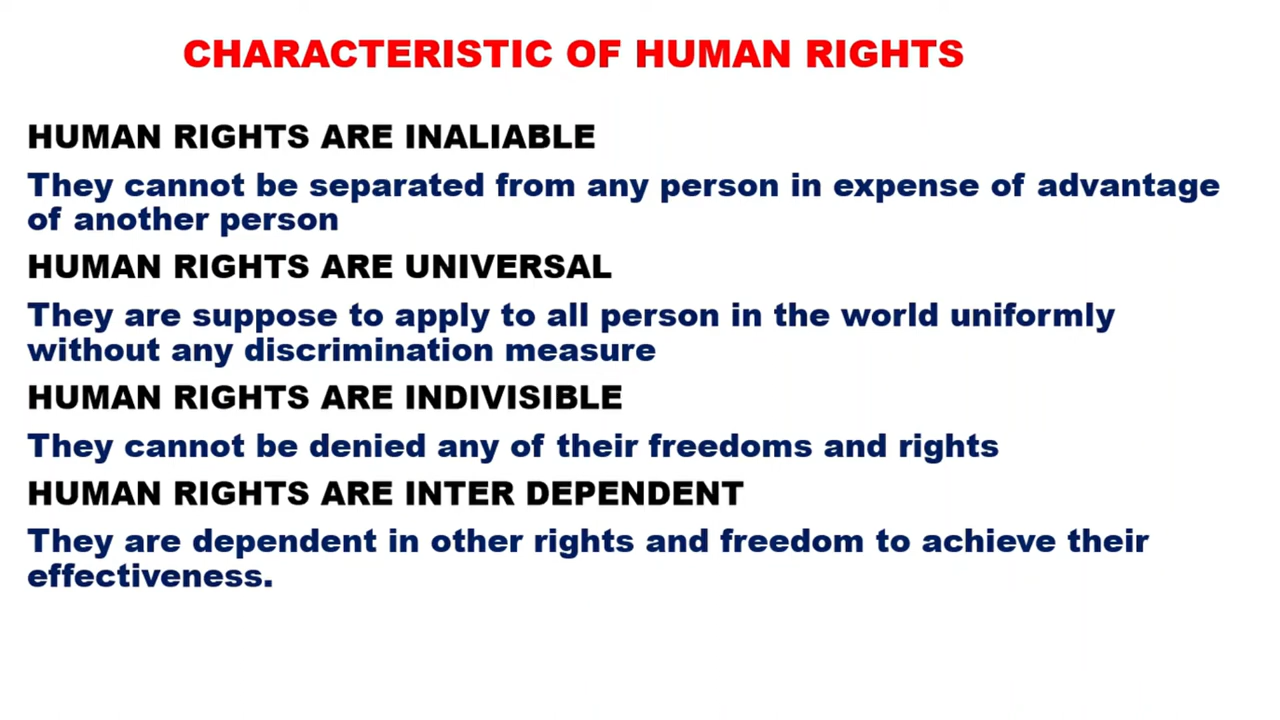 CHARACTERISTIC OF HUMAN RIGHTS
HUMAN RIGHTS ARE INALIABLE
They cannot be separated from any person in expense of advantage
of another person
HUMAN RIGHTS ARE UNIVERSAL
They are suppose to apply to all person in the world uniformly
without any discrimination measure
HUMAN RIGHTS ARE INDIVISIBLE
They cannot be denied any of their freedoms and rights
HUMAN RIGHTS ARE INTER DEPENDENT
They are dependent in other rights and freedom to achieve their
effectiveness.